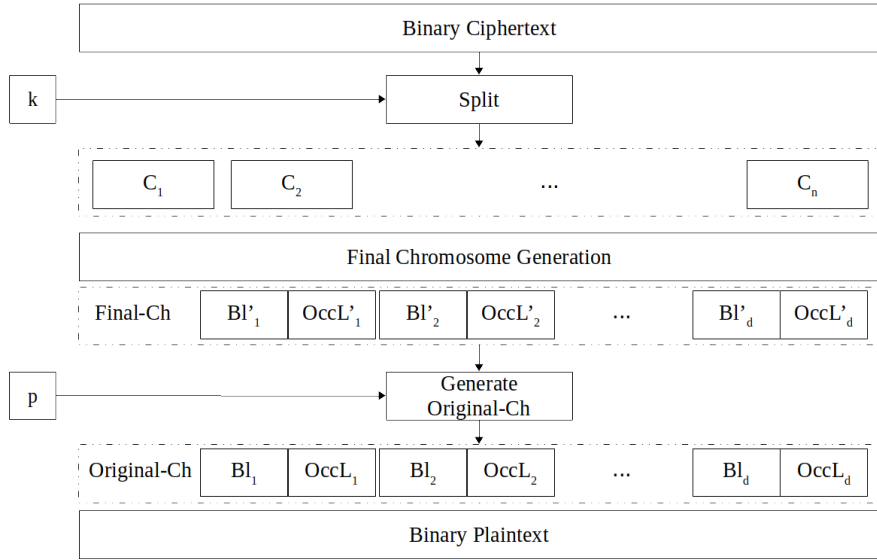 Binary Ciphertext
k
Split
C₁ C₂ ... Cₙ
Final Chromosome Generation
Final-Ch Bl’₁ OccL’₁ Bl’₂ OccL’₂ ... Bl’d OccL’d
p
Generate
Original-Ch
Original-Ch Bl₁ OccL₁ Bl₂ OccL₂ ... Bld OccLd
Binary Plaintext